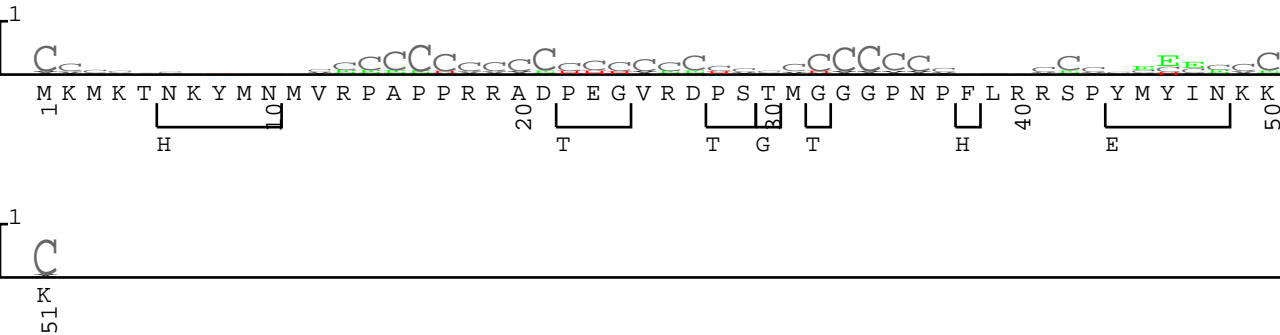 1
C C C C C C C C C C C C C C C C C C C C C C C C E E E C C C
M K M K T N K Y M N M V R P A P P R R A D P E G V R D P S T M G G G P N P F L R R S P Y M Y I N K K
1 10 20 30 40 50
H T T G T H E
1
C
K
51